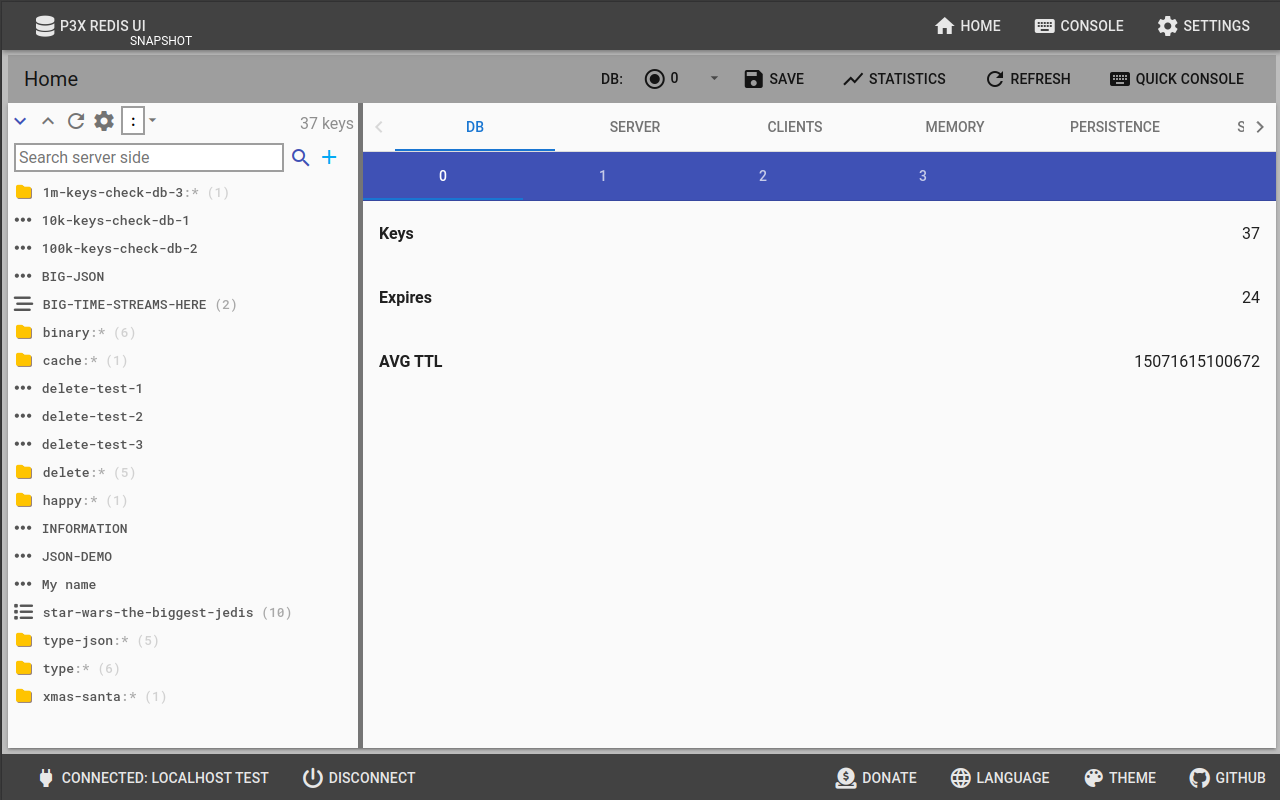 P3X REDIS UI
SNAPSHOT
HOME
CONSOLE
SETTINGS
Home
DB:
0
SAVE
STATISTICS
REFRESH
QUICK CONSOLE
:
37 keys
Search server side
1m-keys-check-db-3:* (1)
10k-keys-check-db-1
100k-keys-check-db-2
BIG-JSON
BIG-TIME-STREAMS-HERE (2)
binary:* (6)
cache:* (1)
delete-test-1
delete-test-2
delete-test-3
delete:* (5)
happy:* (1)
INFORMATION
JSON-DEMO
My name
star-wars-the-biggest-jedis (10)
type-json:* (5)
type:* (6)
xmas-santa:* (1)
DB
SERVER
CLIENTS
MEMORY
PERSISTENCE
S
0
1
2
3
Keys 37
Expires 24
AVG TTL 15071615100672
CONNECTED: LOCALHOST TEST
DISCONNECT
DONATE
LANGUAGE
THEME
GITHUB